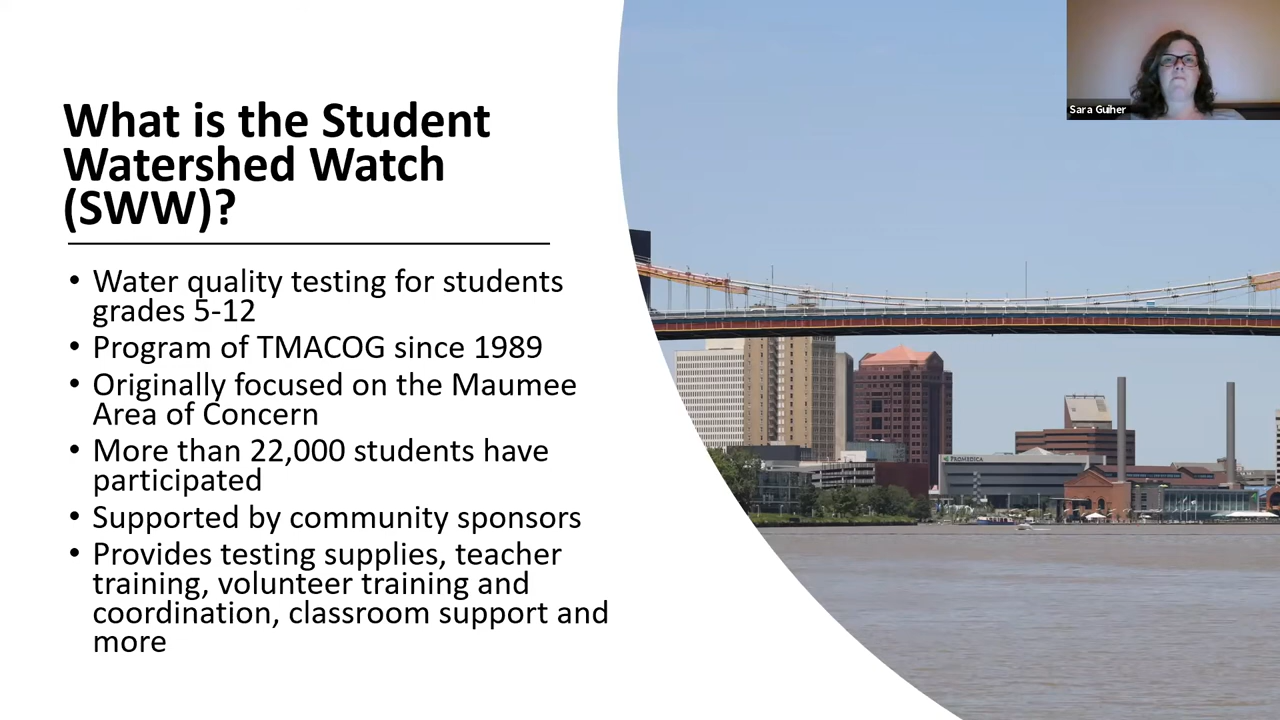 What is the Student
Watershed Watch
(SWW)?
• Water quality testing for students
grades 5-12
• Program of TMACOG since 1989
• Originally focused on the Maumee
Area of Concern
• More than 22,000 students have
participated
• Supported by community sponsors
• Provides testing supplies, teacher
training, volunteer training and
coordination, classroom support and
more
Sara Guiher
PROMEDICA